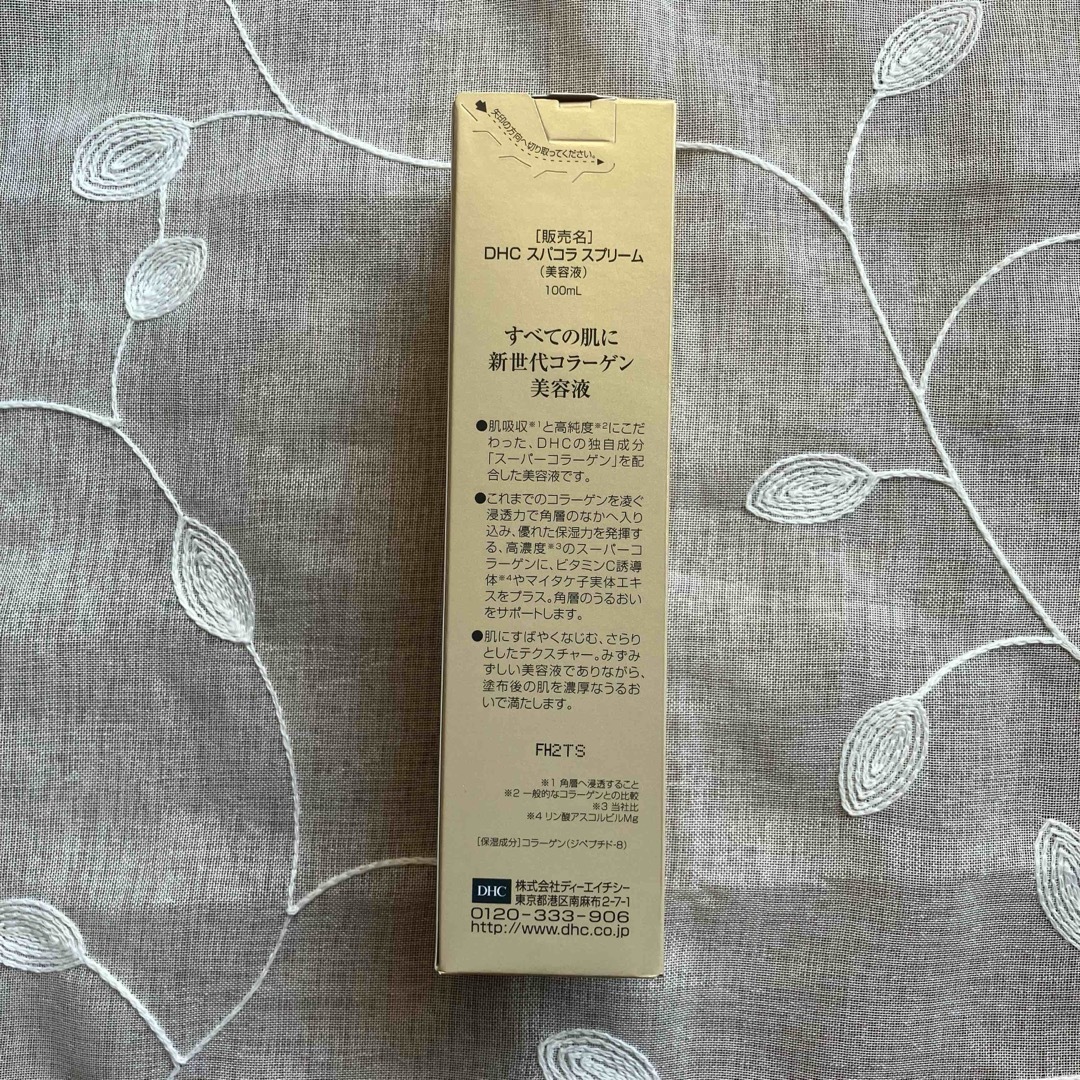 矢印の方向へ切り取ってください。
[販売名]
DHC スパコラ スプリーム
(美容液)
100mL
すべての肌に
新世代コラーゲン
美容液
●肌吸収※1と高純度※2にこだ
わった、DHCの独自成分
「スーパーコラーゲン」を配
合した美容液です。
●これまでのコラーゲンを凌ぐ
浸透力で角層のなかへ入り
込み、優れた保湿力を発揮す
る、高濃度※3のスーパーコ
ラーゲンに、ビタミンC誘導
体※4やマイタケ子実体エキ
スをプラス。角層のうるおい
をサポートします。
●肌にすばやくなじむ、さらり
としたテクスチャー。みずみ
ずしい美容液でありながら、
塗布後の肌を濃厚なうるお
いで満たします。
FH2TS
※1 角層へ浸透すること
※2 一般的なコラーゲンとの比較
※3 当社比
※4 リン酸アスコルビルMg
[保湿成分]コラーゲン(ジペプチド-8)
DHC 株式会社ディーエイチシー
東京都港区南麻布2-7-1
0120-333-906
http://www.dhc.co.jp